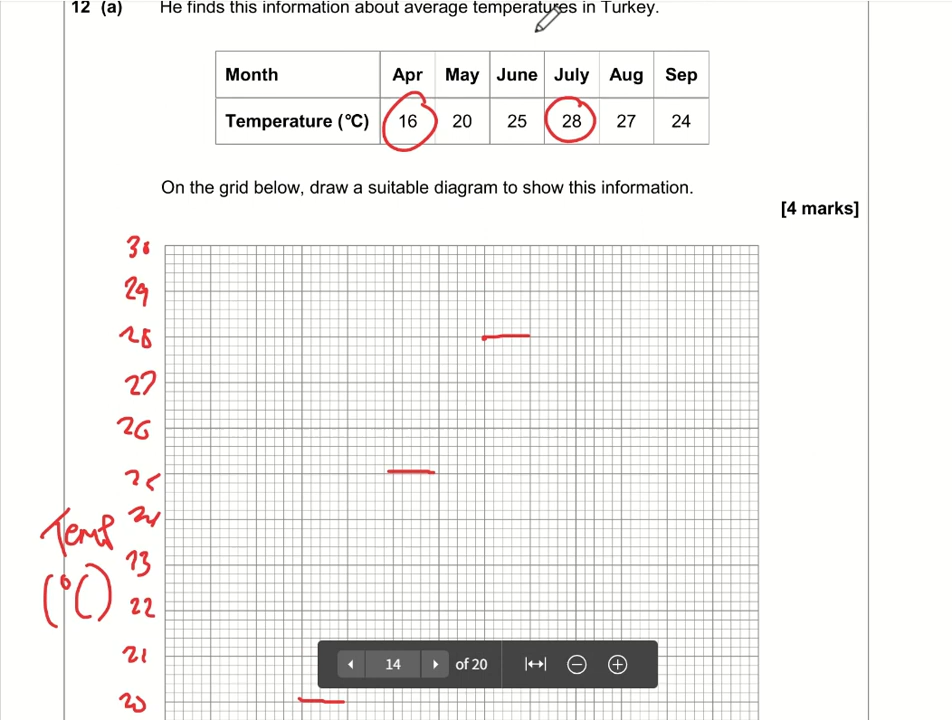 12 (a) He finds this information about average temperatures in Turkey.
Month Apr May June July Aug Sep
Temperature (°C) 16 20 25 28 27 24
On the grid below, draw a suitable diagram to show this information.
[4 marks]
30
29
28
27
26
25
24
Temp
23
(°C)
22
21
14 of 20
20